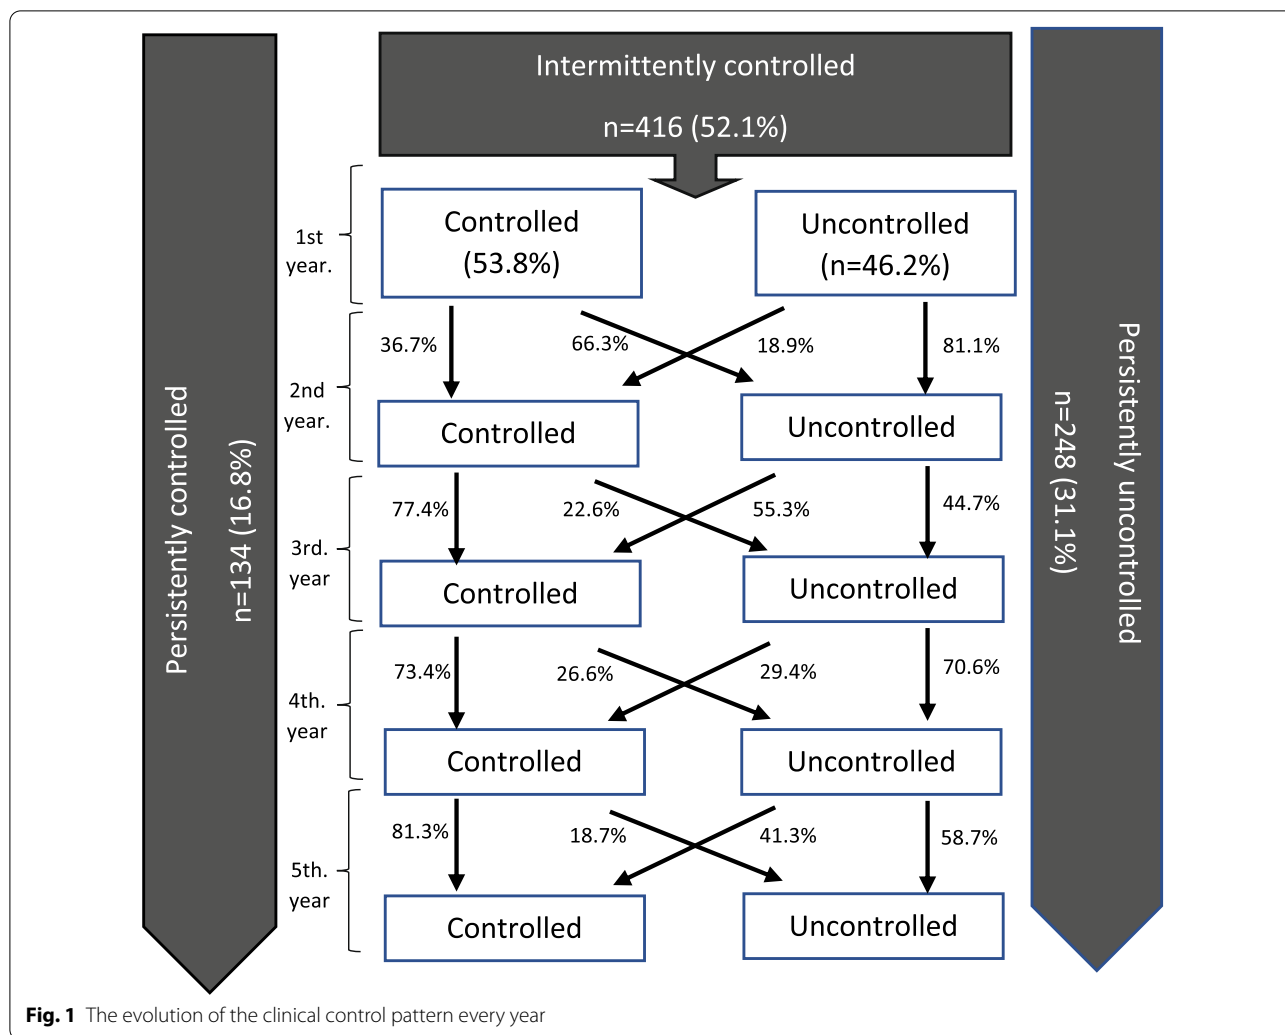 Intermittently controlled
n=416 (52.1%)
Persistently controlled
n=134 (16.8%)
Persistently uncontrolled
n=248 (31.1%)
1st
year.
Controlled
(53.8%)
Uncontrolled
(n=46.2%)
36.7%
66.3%
18.9%
81.1%
2nd
year.
Controlled
Uncontrolled
77.4%
22.6%
55.3%
44.7%
3rd.
year
Controlled
Uncontrolled
73.4%
26.6%
29.4%
70.6%
4th.
year
Controlled
Uncontrolled
81.3%
18.7%
41.3%
58.7%
5th.
year
Controlled
Uncontrolled
Fig. 1 The evolution of the clinical control pattern every year